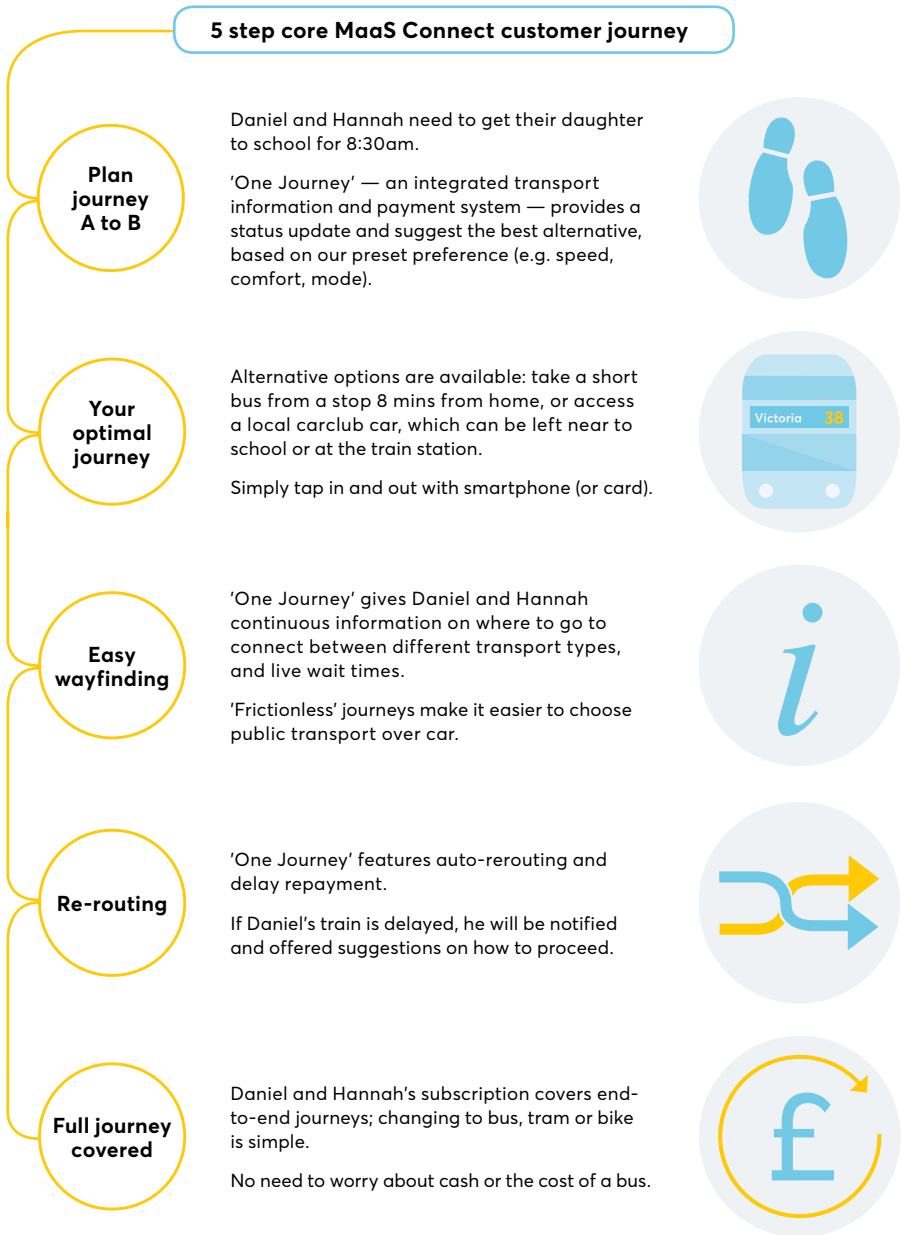 5 step core MaaS Connect customer journey
Plan
journey
A to B
Daniel and Hannah need to get their daughter
to school for 8:30am.
'One Journey' — an integrated transport
information and payment system — provides a
status update and suggest the best alternative,
based on our preset preference (e.g. speed,
comfort, mode).
Your
optimal
journey
Alternative options are available: take a short
bus from a stop 8 mins from home, or access
a local carclub car, which can be left near to
school or at the train station.
Simply tap in and out with smartphone (or card).
Victoria 38
Easy
wayfinding
'One Journey' gives Daniel and Hannah
continuous information on where to go to
connect between different transport types,
and live wait times.
'Frictionless' journeys make it easier to choose
public transport over car.
i
Re-routing
'One Journey' features auto-rerouting and
delay repayment.
If Daniel's train is delayed, he will be notified
and offered suggestions on how to proceed.
Full journey
covered
Daniel and Hannah's subscription covers end-
to-end journeys; changing to bus, tram or bike
is simple.
No need to worry about cash or the cost of a bus.
£